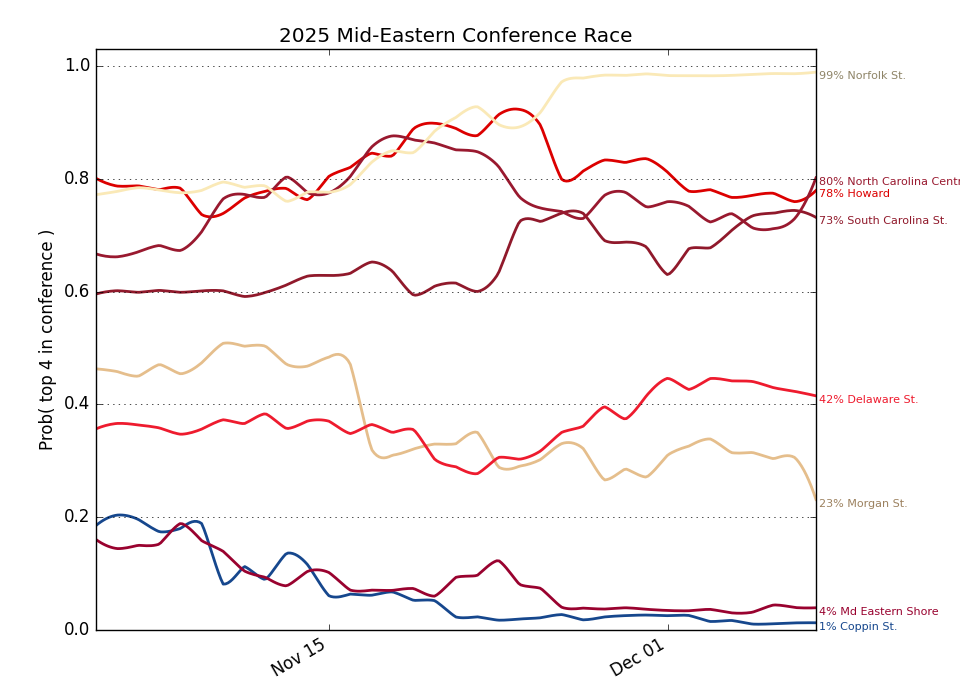 2025 Mid-Eastern Conference Race
1.0
0.8
0.6
0.4
0.2
0.0
Prob( top 4 in conference )
Nov 15
Dec 01
99% Norfolk St.
80% North Carolina Centr
78% Howard
73% South Carolina St.
42% Delaware St.
23% Morgan St.
4% Md Eastern Shore
1% Coppin St.